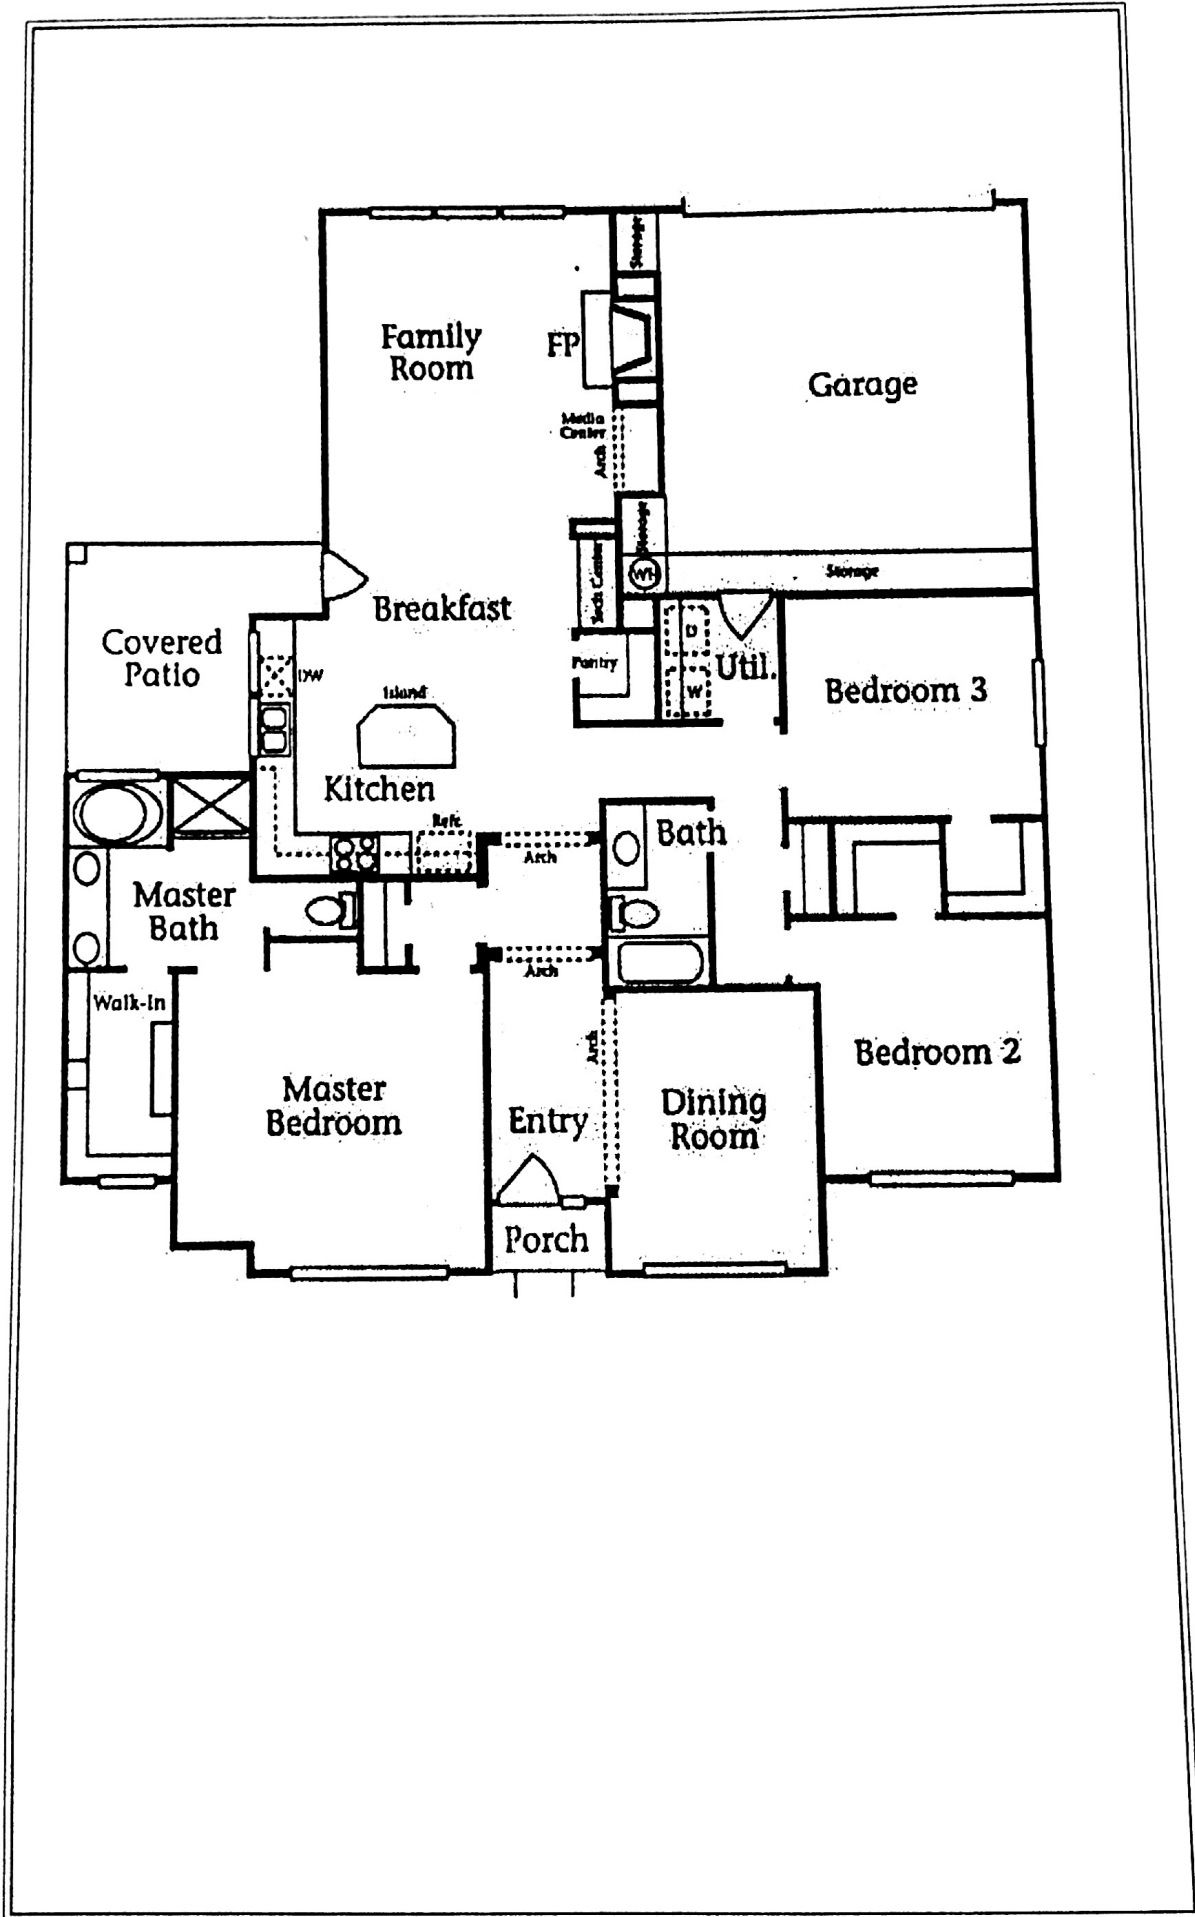 Storage
Family
Room
FP
Garage
Media
Center
Arch
Storage
Tech Center
WH
Storage
Breakfast
Covered
Patio
DW
Pantry
D
Util.
W
Bedroom 3
Island
Kitchen
Refr.
Bath
Arch
Master
Bath
Arch
Walk-In
Arch
Bedroom 2
Master
Bedroom
Entry
Dining
Room
Porch